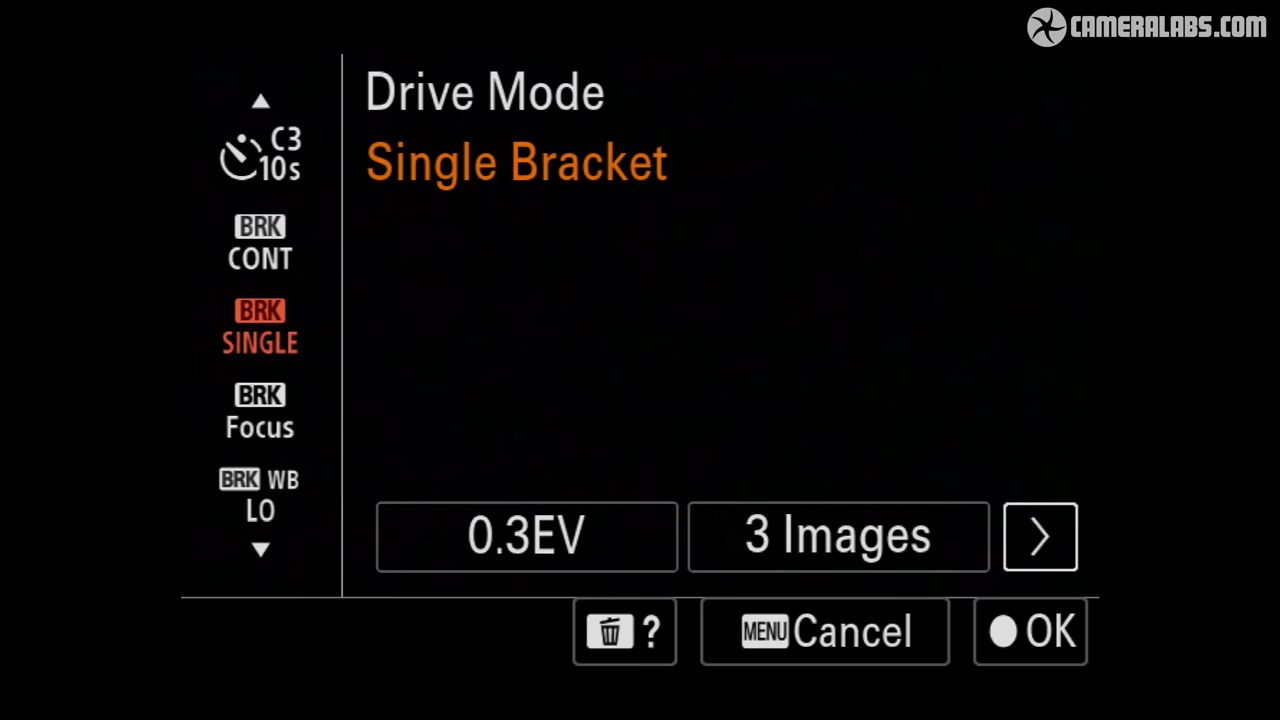 CAMERALABS.COM
Drive Mode
Single Bracket
C3
10s
BRK
CONT
BRK
SINGLE
BRK
Focus
BRK WB
LO
0.3EV
3 Images
?
MENU Cancel
OK